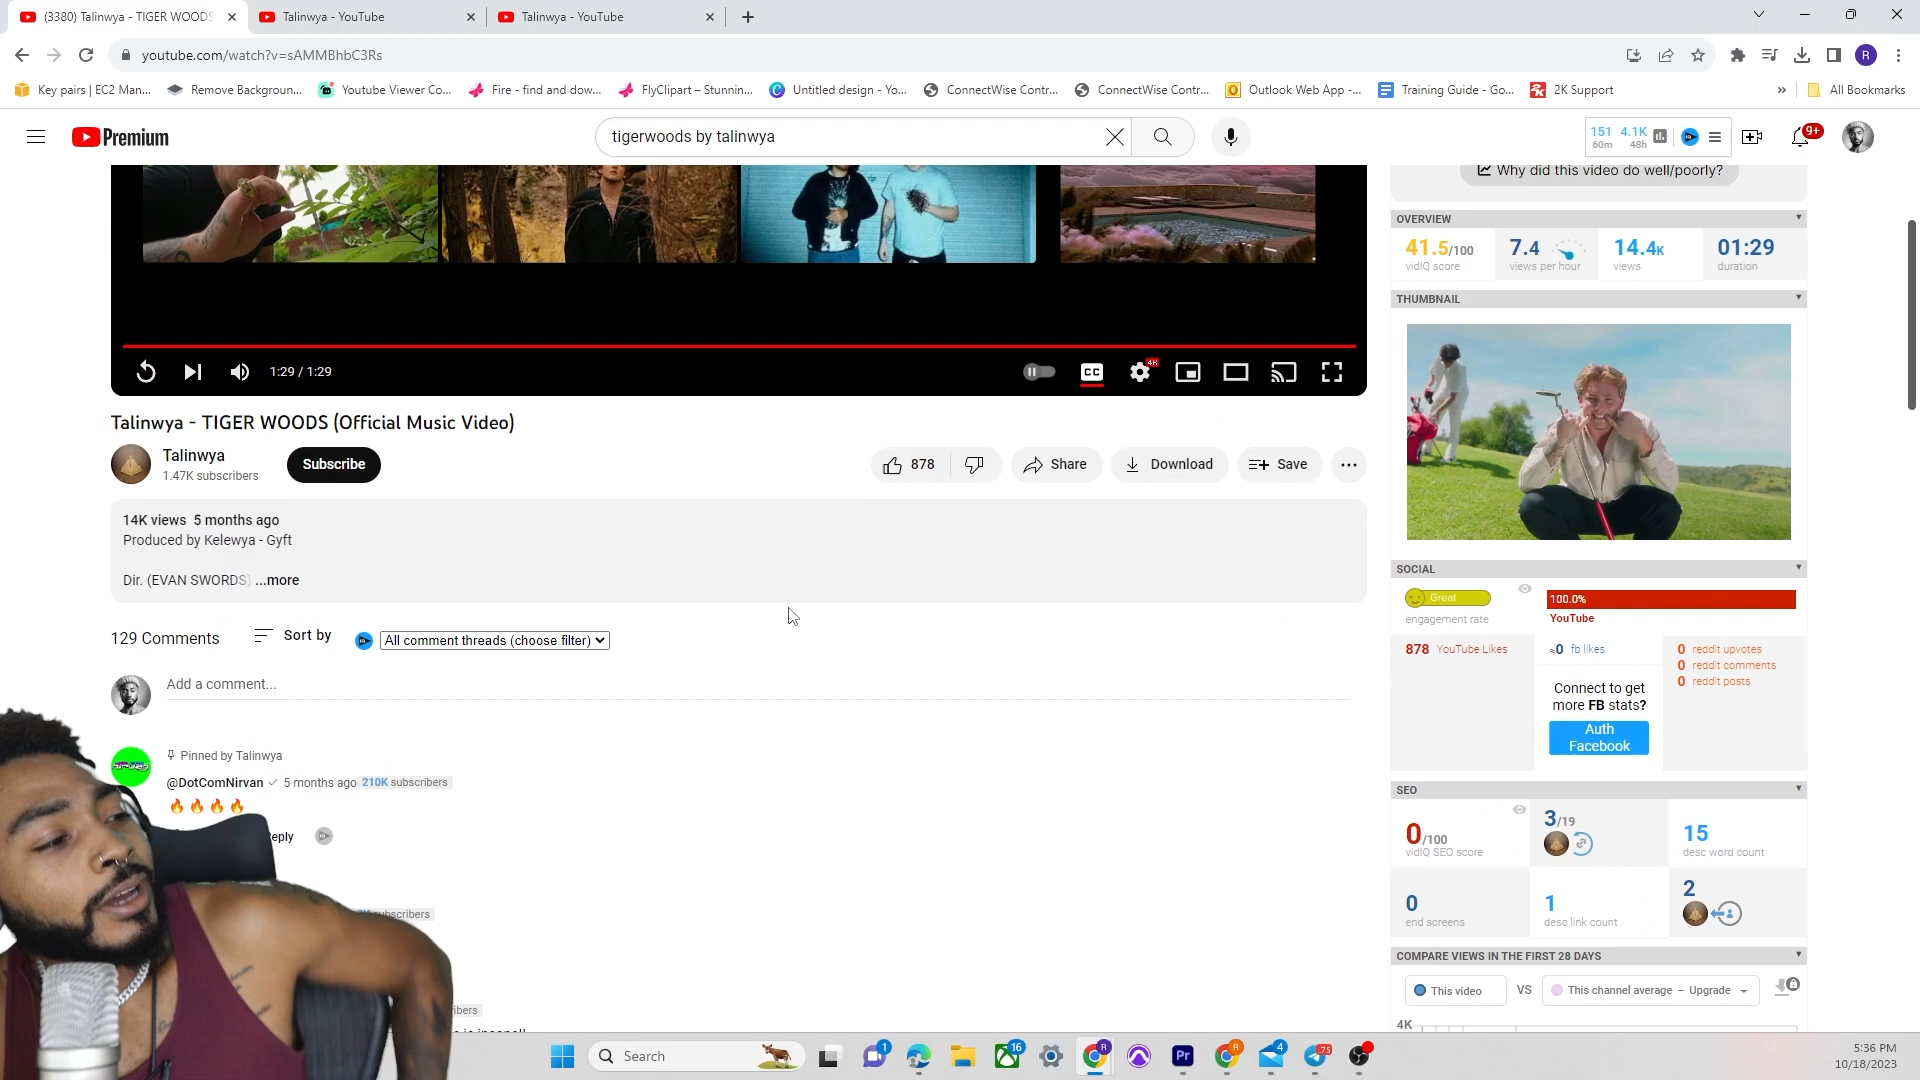 (3380) Talinwya - TIGER WOODS
Talinwya - YouTube
Talinwya - YouTube
youtube.com/watch?v=sAMMBhbC3Rs
R
Key pairs | EC2 Man...
Remove Backgroun...
Youtube Viewer Co...
Fire - find and dow...
FlyClipart – Stunnin...
Untitled design - Yo...
ConnectWise Contr...
ConnectWise Contr...
Outlook Web App -...
Training Guide - Go...
2K Support
»
All Bookmarks
Premium
tigerwoods by talinwya
151 4.1K
60m 48h
9+
Why did this video do well/poorly?
OVERVIEW
41.5/100 7.4 14.4K 01:29
vidIQ score views per hour views duration
THUMBNAIL
1:29 / 1:29
CC
4K
Talinwya - TIGER WOODS (Official Music Video)
Talinwya
1.47K subscribers
Subscribe
878
Share
Download
Save
14K views 5 months ago
Produced by Kelewya - Gyft
Dir. (EVAN SWORDS) ...more
129 Comments
Sort by
All comment threads (choose filter)
Add a comment...
Pinned by Talinwya
@DotComNirvan 5 months ago 210K subscribers
🔥 🔥 🔥 🔥
eply
subscribers
ibers
SOCIAL
Great
engagement rate
100.0%
YouTube
878 YouTube Likes
≈0 fb likes
0 reddit upvotes
0 reddit comments
0 reddit posts
Connect to get
more FB stats?
Auth
Facebook
SEO
0/100
vidIQ SEO score
3/19
15
desc word count
0
end screens
1
desc link count
2
COMPARE VIEWS IN THE FIRST 28 DAYS
This video
VS
This channel average – Upgrade
4K
Search
1
16
R
Pr
R
4
75
5:36 PM
10/18/2023